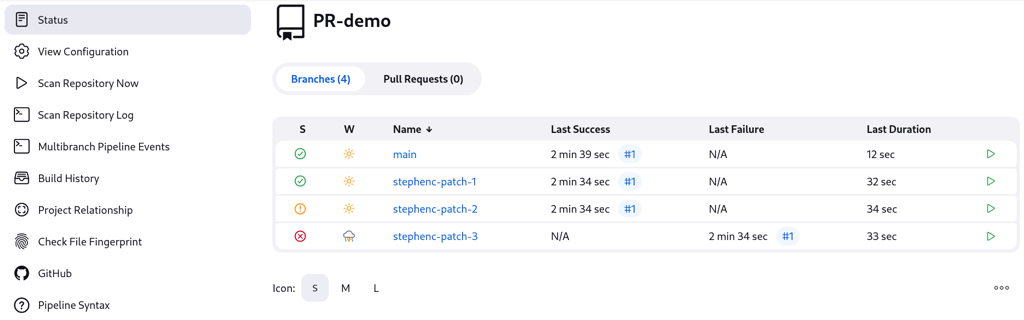 Status
View Configuration
Scan Repository Now
Scan Repository Log
Multibranch Pipeline Events
Build History
Project Relationship
Check File Fingerprint
GitHub
Pipeline Syntax
PR-demo
Branches (4) Pull Requests (0)
S W Name ↓ Last Success Last Failure Last Duration
main 2 min 39 sec #1 N/A 12 sec
stephenc-patch-1 2 min 34 sec #1 N/A 32 sec
stephenc-patch-2 2 min 34 sec #1 N/A 34 sec
stephenc-patch-3 N/A 2 min 34 sec #1 33 sec
Icon: S M L